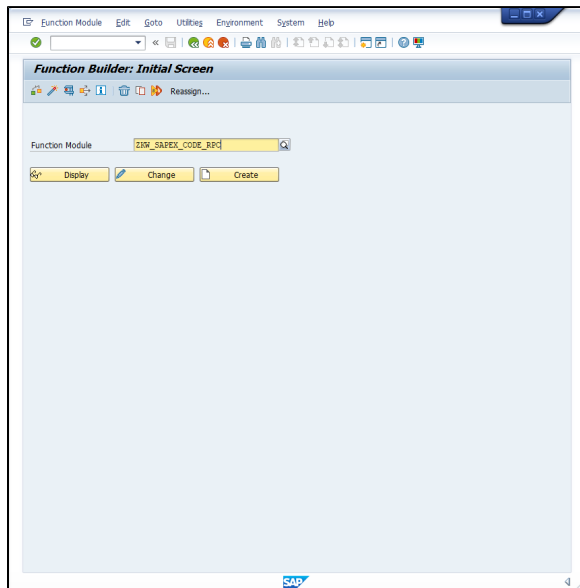 Function Module Edit Goto Utilities Environment System Help
Function Builder: Initial Screen
Reassign...
Function Module ZKW_SAPEX_CODE_RPC
Display Change Create
SAP